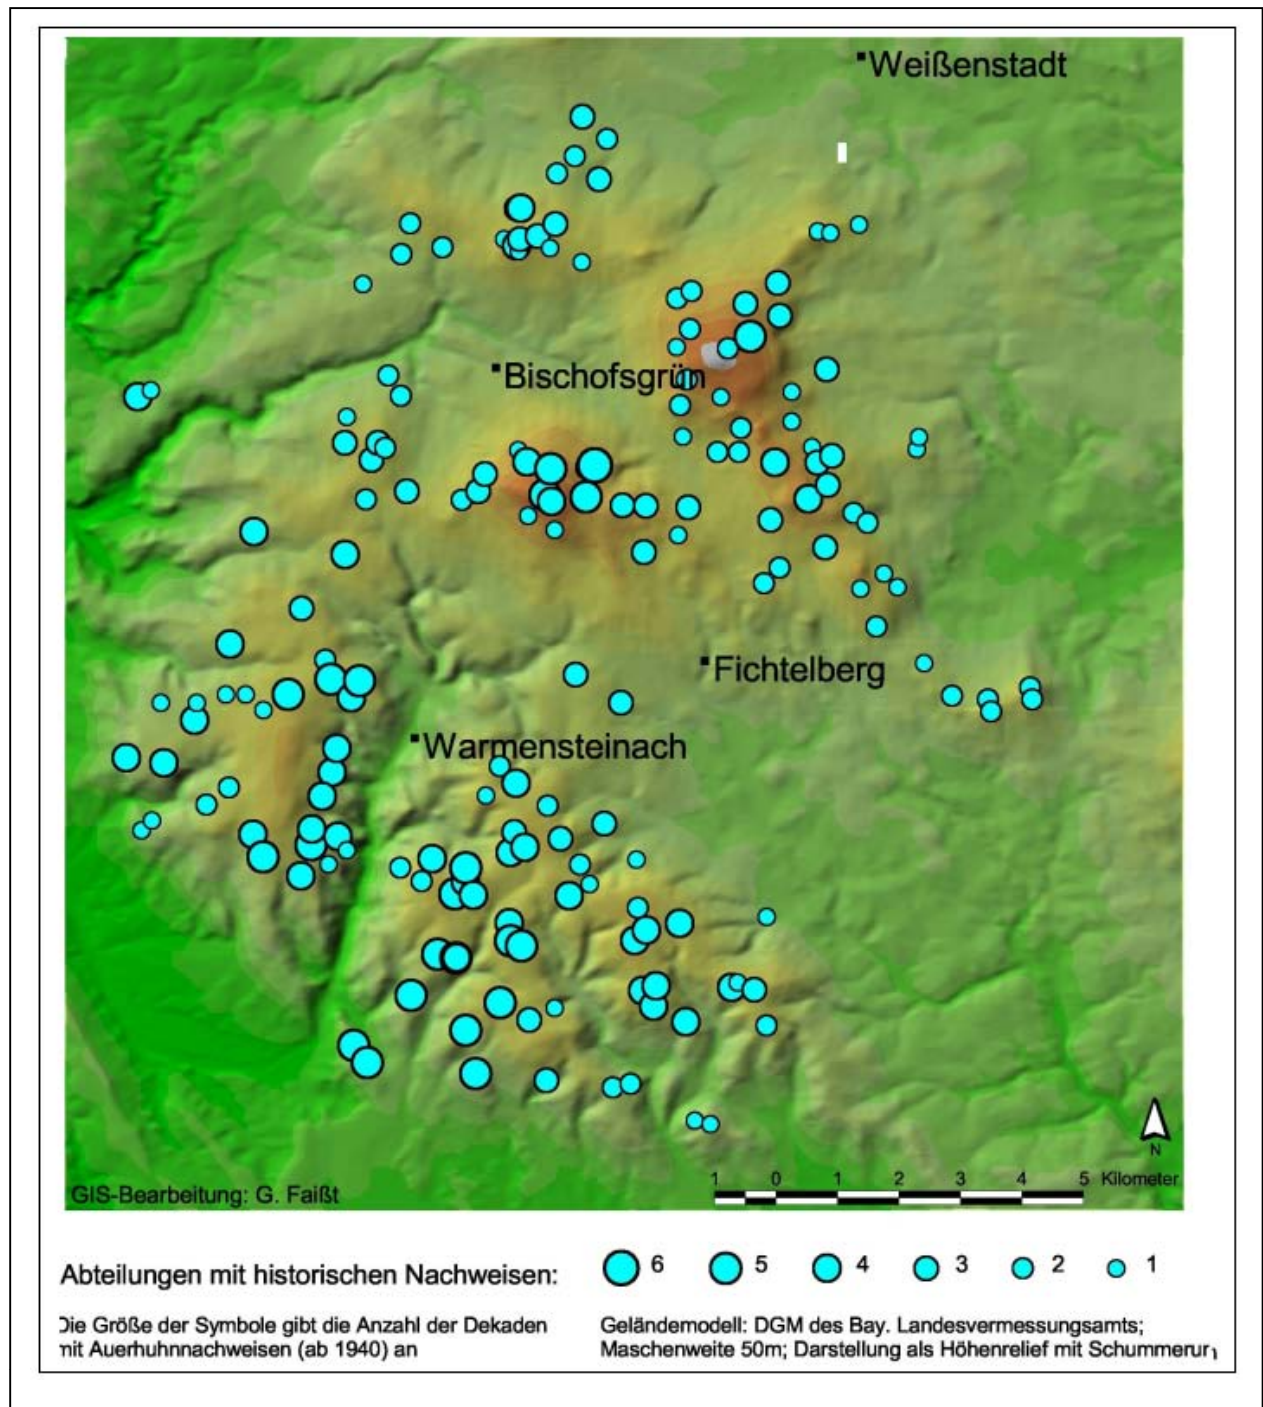 Weißenstadt
Bischofsgrün
Fichtelberg
Warmensteinach
N
GIS-Bearbeitung: G. Faißt
1 0 1 2 3 4 5 Kilometer
Abteilungen mit historischen Nachweisen: 6 5 4 3 2 1
Die Größe der Symbole gibt die Anzahl der Dekaden
mit Auerhuhnnachweisen (ab 1940) an
Geländemodell: DGM des Bay. Landesvermessungsamts;
Maschenweite 50m; Darstellung als Höhenrelief mit Schummerun